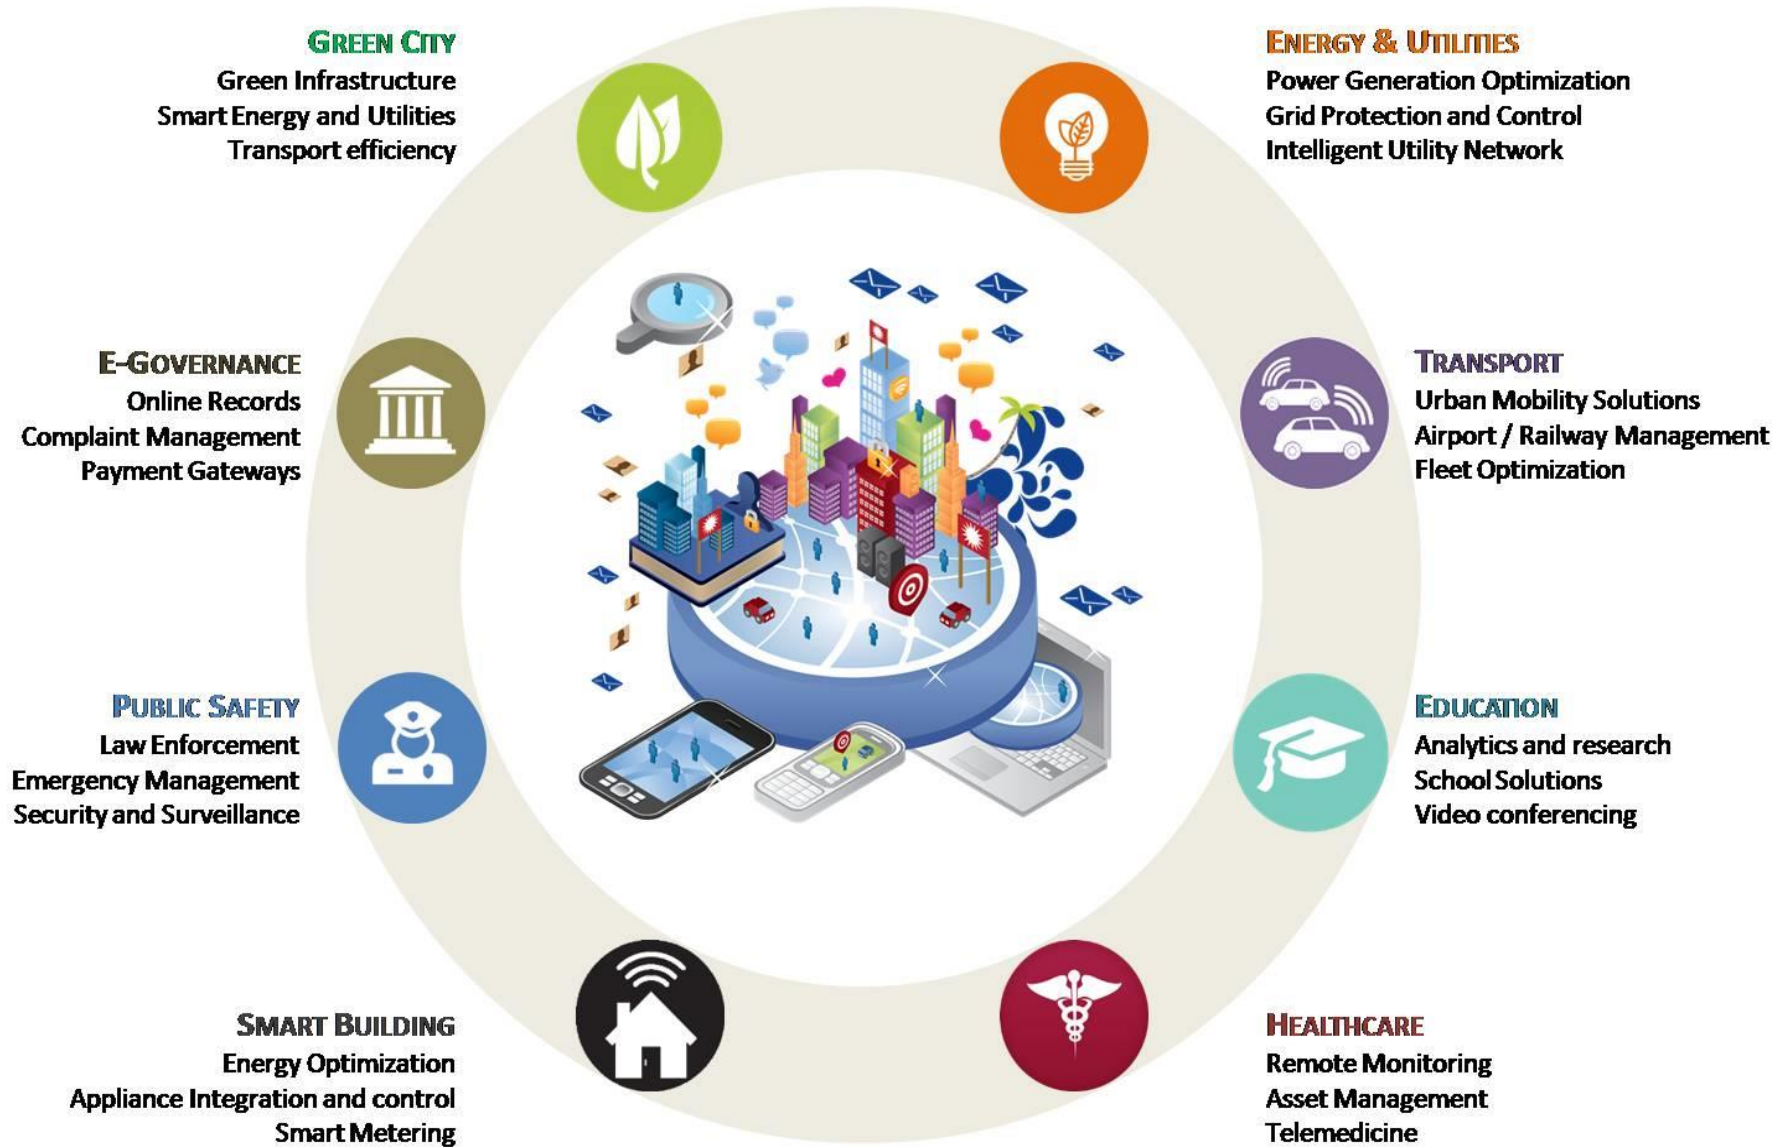 GREEN CITY
Green Infrastructure
Smart Energy and Utilities
Transport efficiency
ENERGY & UTILITIES
Power Generation Optimization
Grid Protection and Control
Intelligent Utility Network
E-GOVERNANCE
Online Records
Complaint Management
Payment Gateways
TRANSPORT
Urban Mobility Solutions
Airport / Railway Management
Fleet Optimization
PUBLIC SAFETY
Law Enforcement
Emergency Management
Security and Surveillance
EDUCATION
Analytics and research
School Solutions
Video conferencing
SMART BUILDING
Energy Optimization
Appliance Integration and control
Smart Metering
HEALTHCARE
Remote Monitoring
Asset Management
Telemedicine